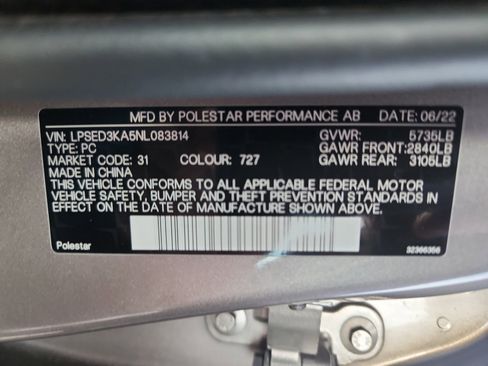 MFD BY POLESTAR PERFORMANCE AB DATE: 06/22
VIN: LPSED3KA5NL083814 GVWR: 5735LB
TYPE: PC GAWR FRONT:2840LB
MARKET CODE: 31 COLOUR: 727 GAWR REAR: 3105LB
MADE IN CHINA
THIS VEHICLE CONFORMS TO ALL APPLICABLE FEDERAL MOTOR
VEHICLE SAFETY, BUMPER AND THEFT PREVENTION STANDARDS IN
EFFECT ON THE DATE OF MANUFACTURE SHOWN ABOVE.
Polestar 32366356